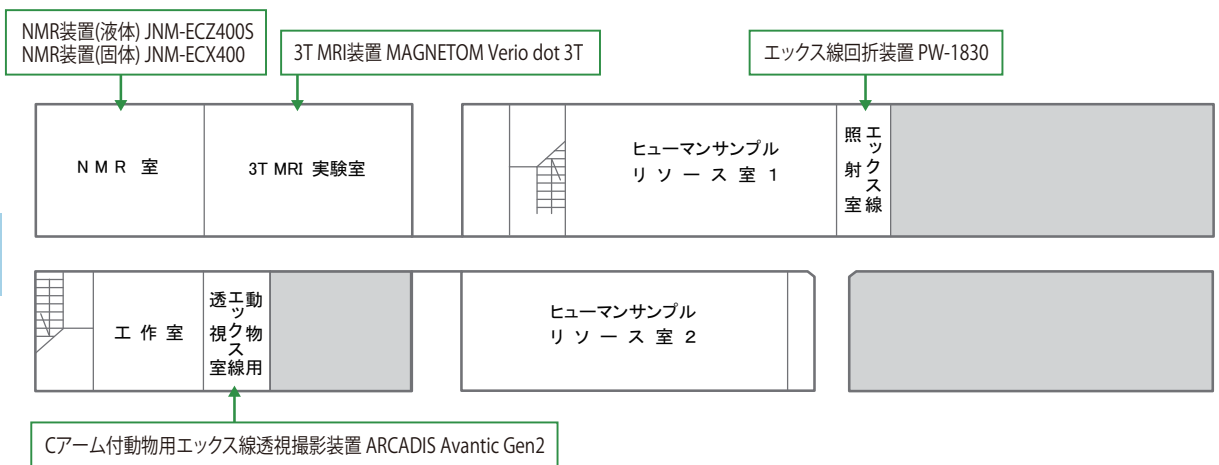 NMR装置(液体) JNM-ECZ400S
NMR装置(固体) JNM-ECX400
3T MRI装置 MAGNETOM Verio dot 3T
エックス線回折装置 PW-1830
NMR 室
3T MRI 実験室
ヒューマンサンプル
リソース室 1
エックス線
照射室
工作室
動物用
エックス線
透視室
ヒューマンサンプル
リソース室 2
Cアーム付動物用エックス線透視撮影装置 ARCADIS Avantic Gen2